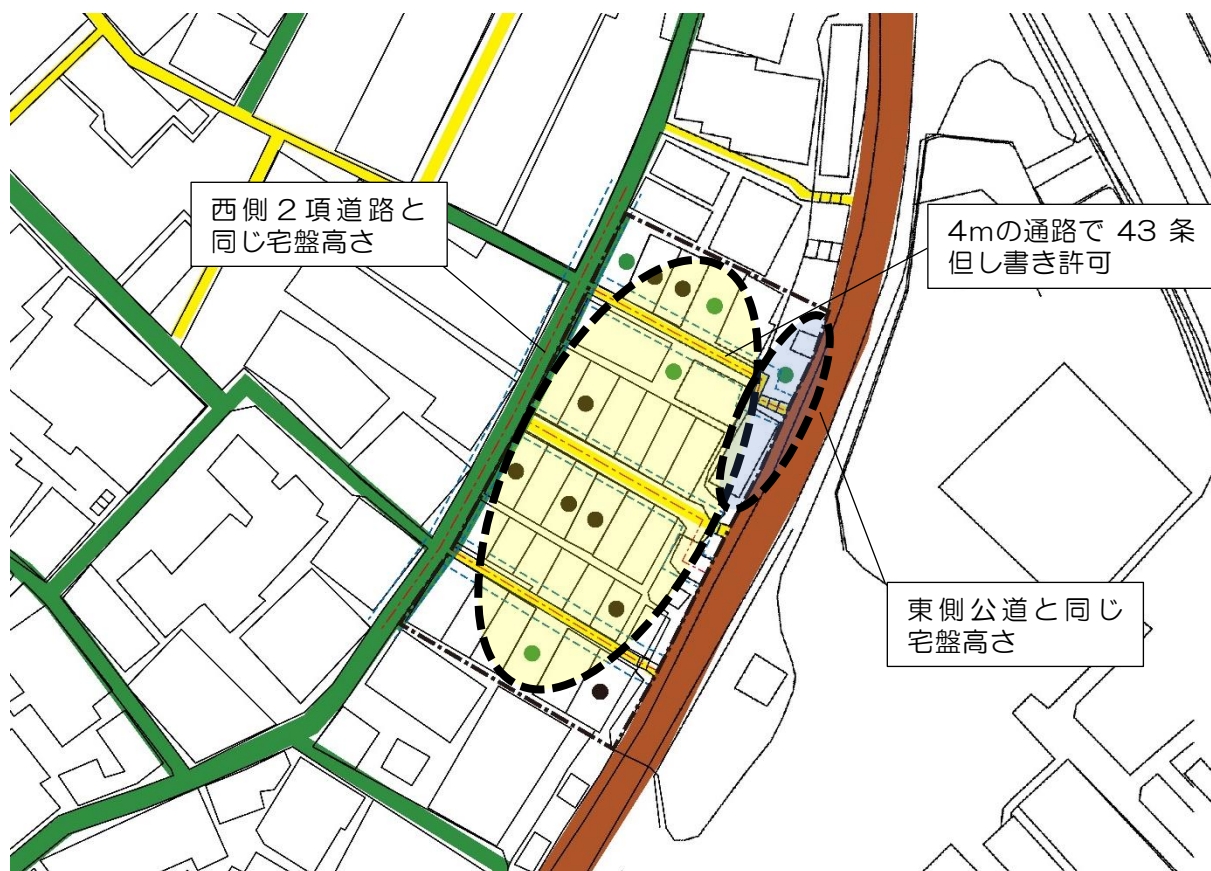 西側２項道路と
同じ宅盤高さ
4mの通路で 43 条
但し書き許可
東側公道と同じ
宅盤高さ